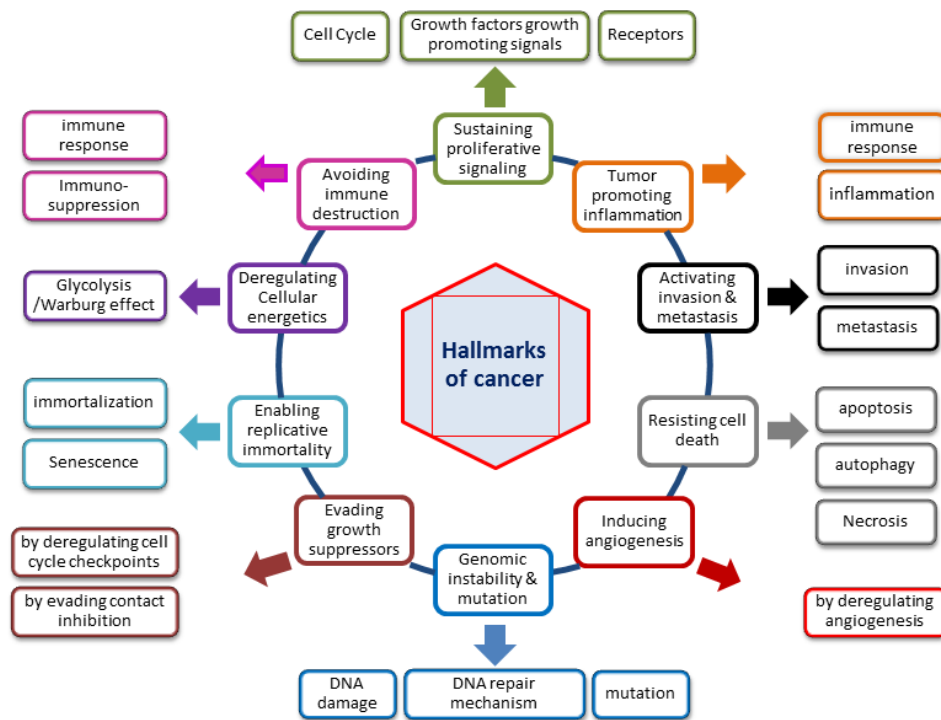 Cell Cycle
Growth factors growth
promoting signals
Receptors
immune
response
Immuno-
suppression
Avoiding
immune
destruction
Sustaining
proliferative
signaling
Tumor
promoting
inflammation
immune
response
inflammation
Glycolysis
/Warburg effect
Deregulating
Cellular
energetics
Hallmarks
of cancer
Activating
invasion &
metastasis
invasion
metastasis
immortalization
Senescence
Enabling
replicative
immortality
Resisting cell
death
apoptosis
autophagy
Necrosis
by deregulating cell
cycle checkpoints
by evading contact
inhibition
Evading
growth
suppressors
Genomic
instability &
mutation
Inducing
angiogenesis
by deregulating
angiogenesis
DNA
damage
DNA repair
mechanism
mutation